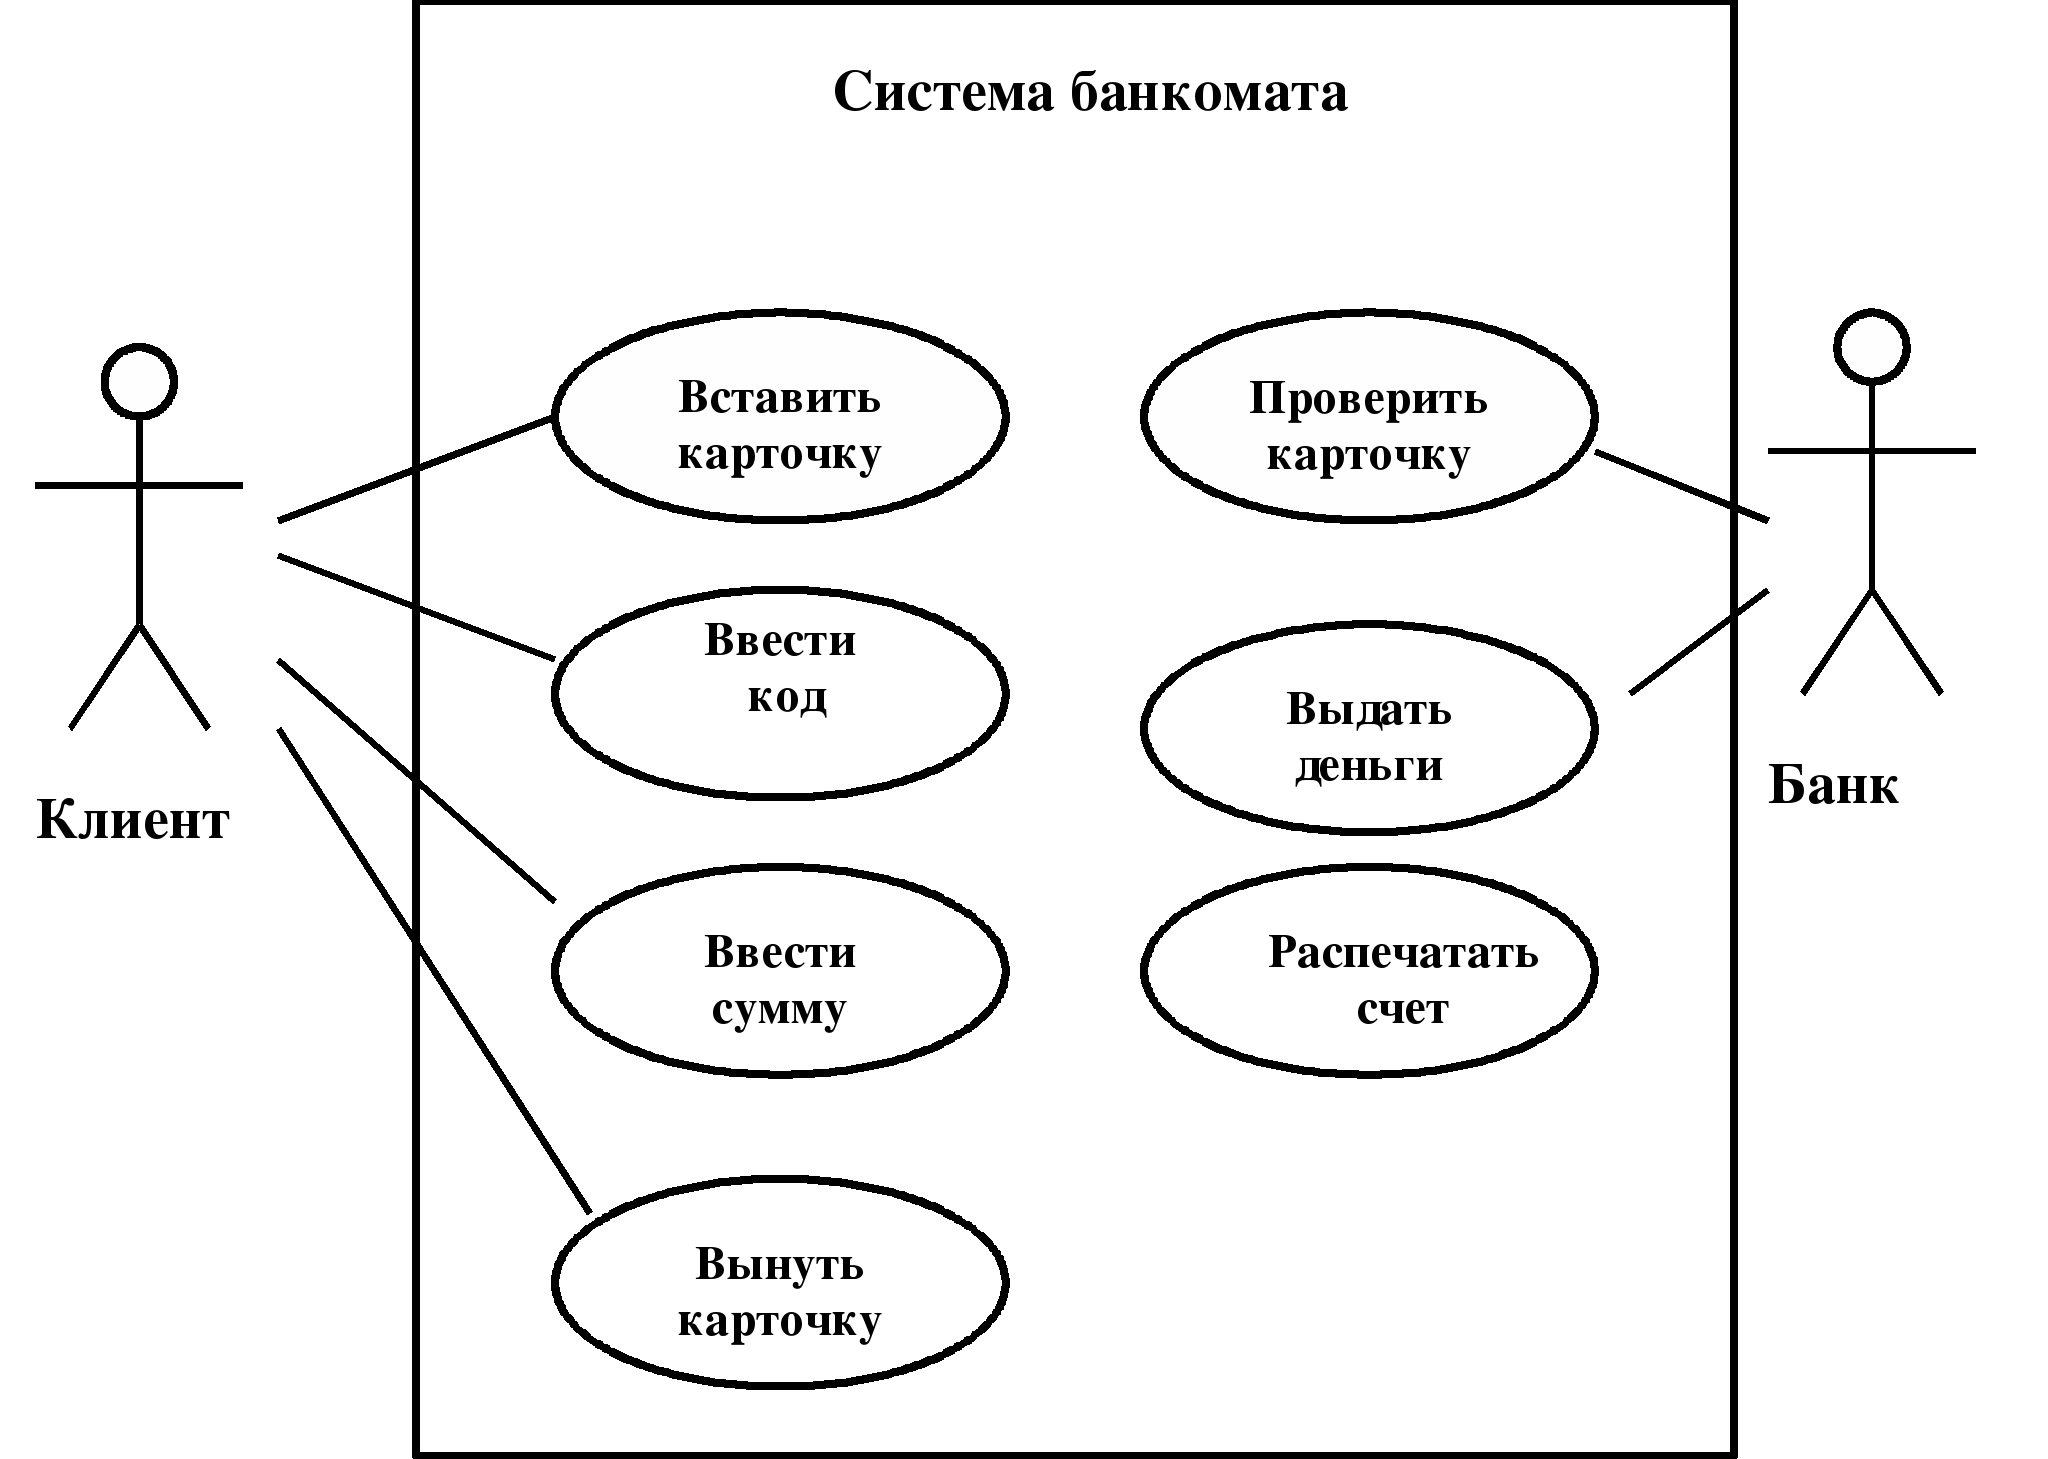 Система банкомата
Вставить
карточку
Проверить
карточку
Ввести
код
Выдать
деньги
Клиент
Банк
Ввести
сумму
Распечатать
счет
Вынуть
карточку